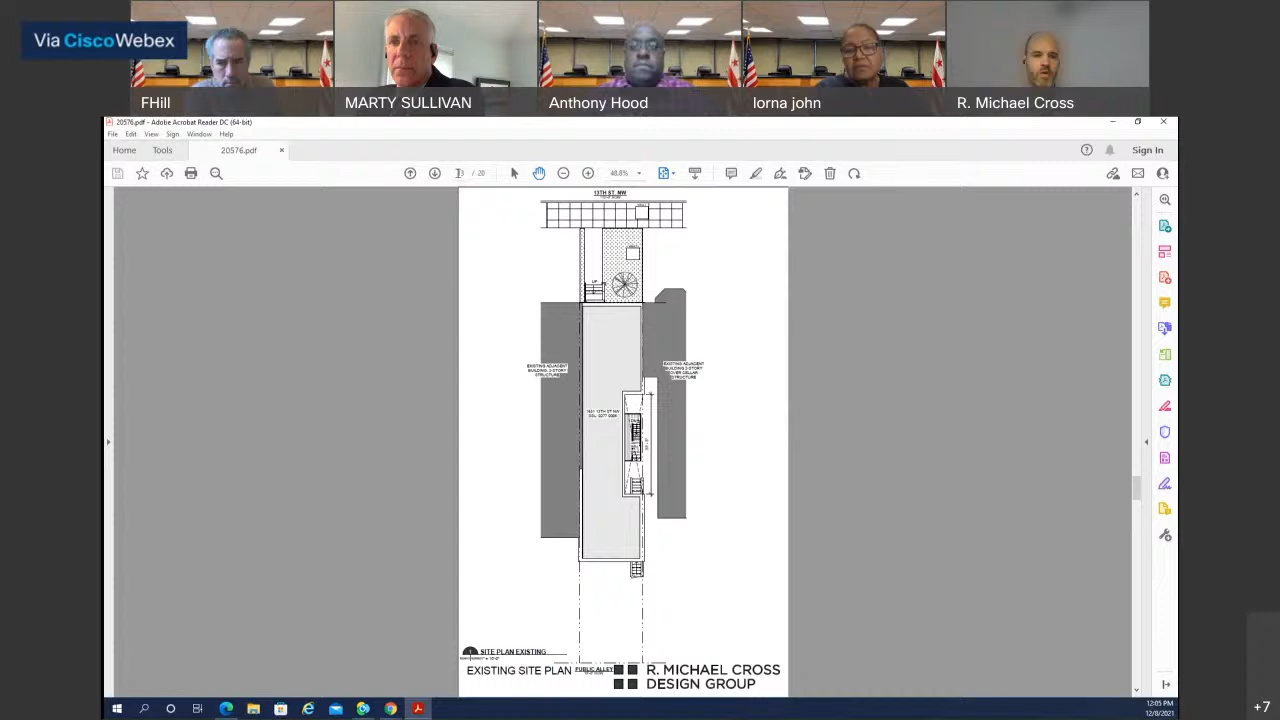 Via Cisco Webex
FHill
MARTY SULLIVAN
Anthony Hood
lorna john
R. Michael Cross
20576.pdf - Adobe Acrobat Reader DC (64-bit)
File Edit View Sign Window Help
Home Tools 20576.pdf Sign In
/ 20
48.8%
13TH ST. NW
UP
EXISTING ADJACENT
BUILDING, 2-STORY
STRUCTURE
EXISTING ADJACENT
BUILDING 2-STORY
OVER CELLAR
STRUCTURE
SITE PLAN EXISTING
EXISTING SITE PLAN
PUBLIC ALLEY
R. MICHAEL CROSS
DESIGN GROUP
12:05 PM
12/8/2021
+7